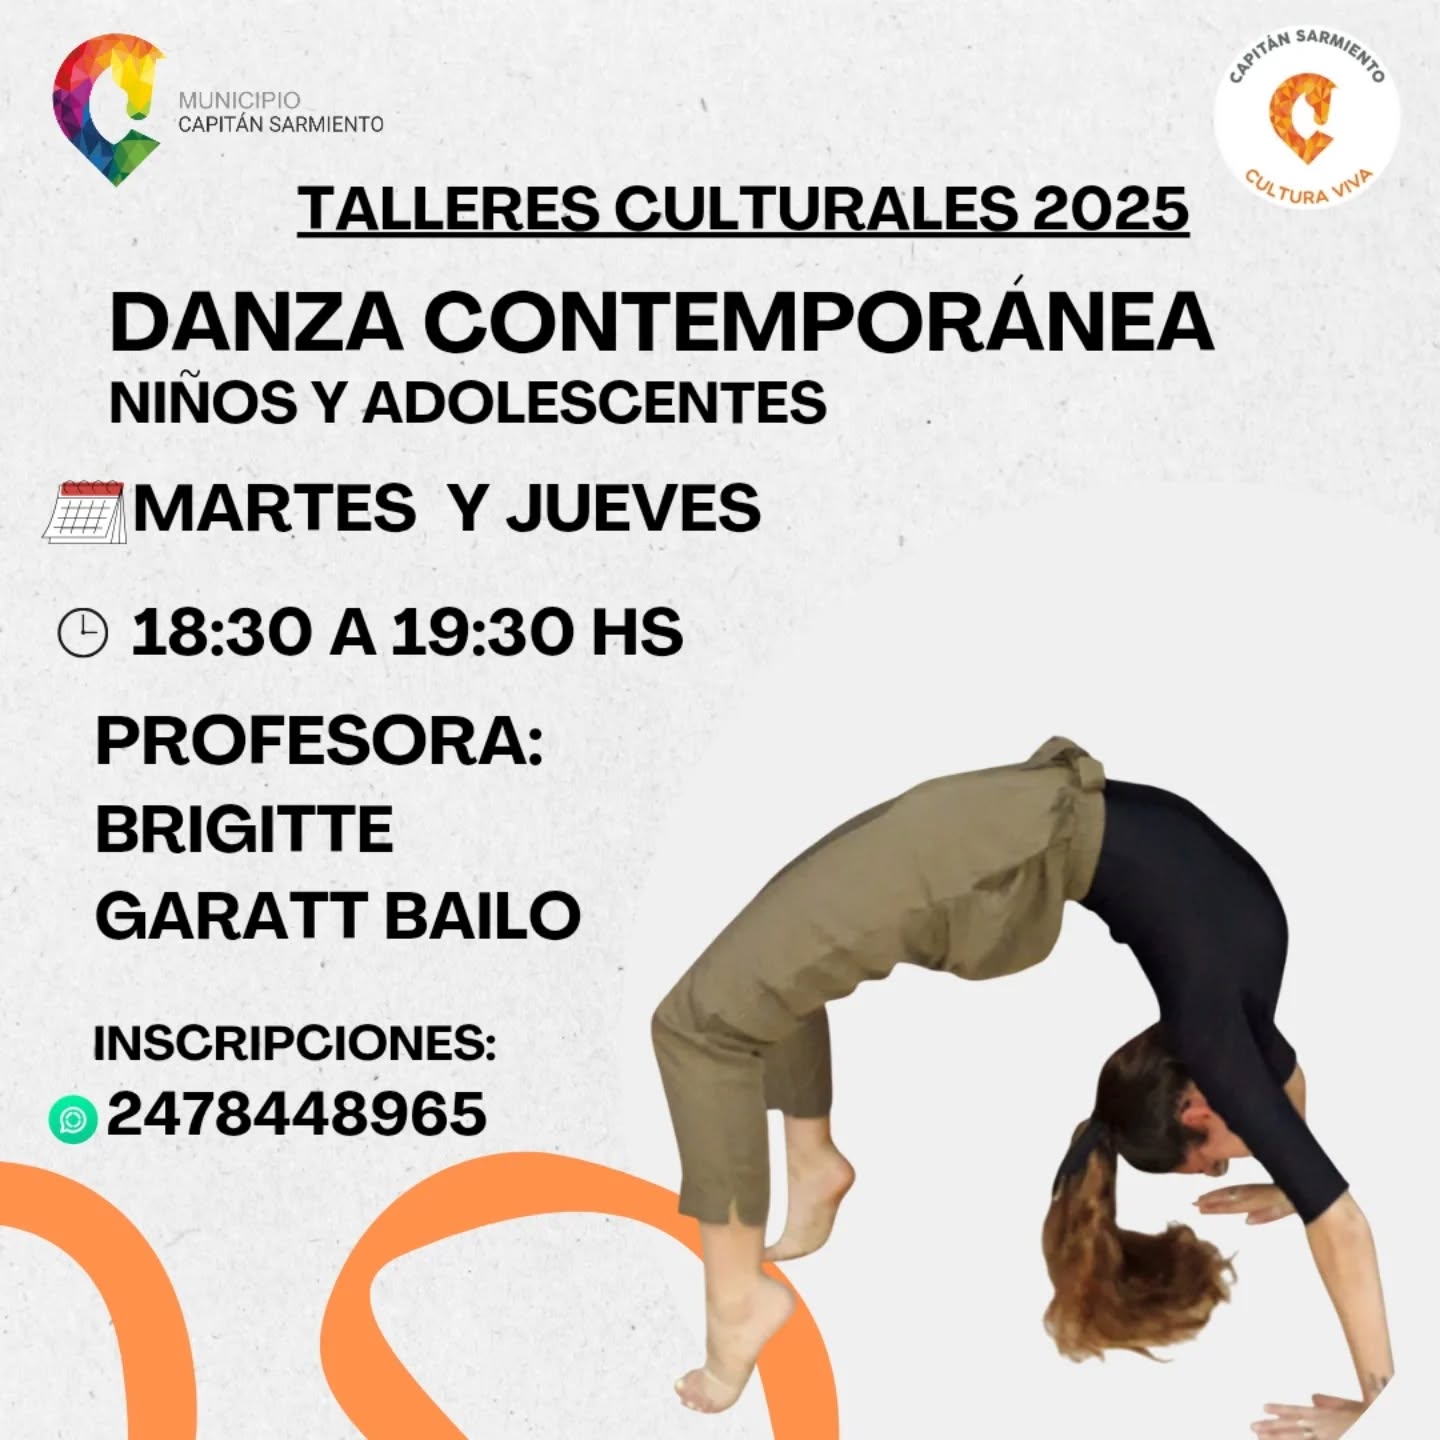 MUNICIPIO
CAPITÁN SARMIENTO
CAPITÁN SARMIENTO
CULTURA VIVA
TALLERES CULTURALES 2025
DANZA CONTEMPORÁNEA
NIÑOS Y ADOLESCENTES
MARTES Y JUEVES
18:30 A 19:30 HS
PROFESORA:
BRIGITTE
GARATT BAILO
INSCRIPCIONES:
2478448965